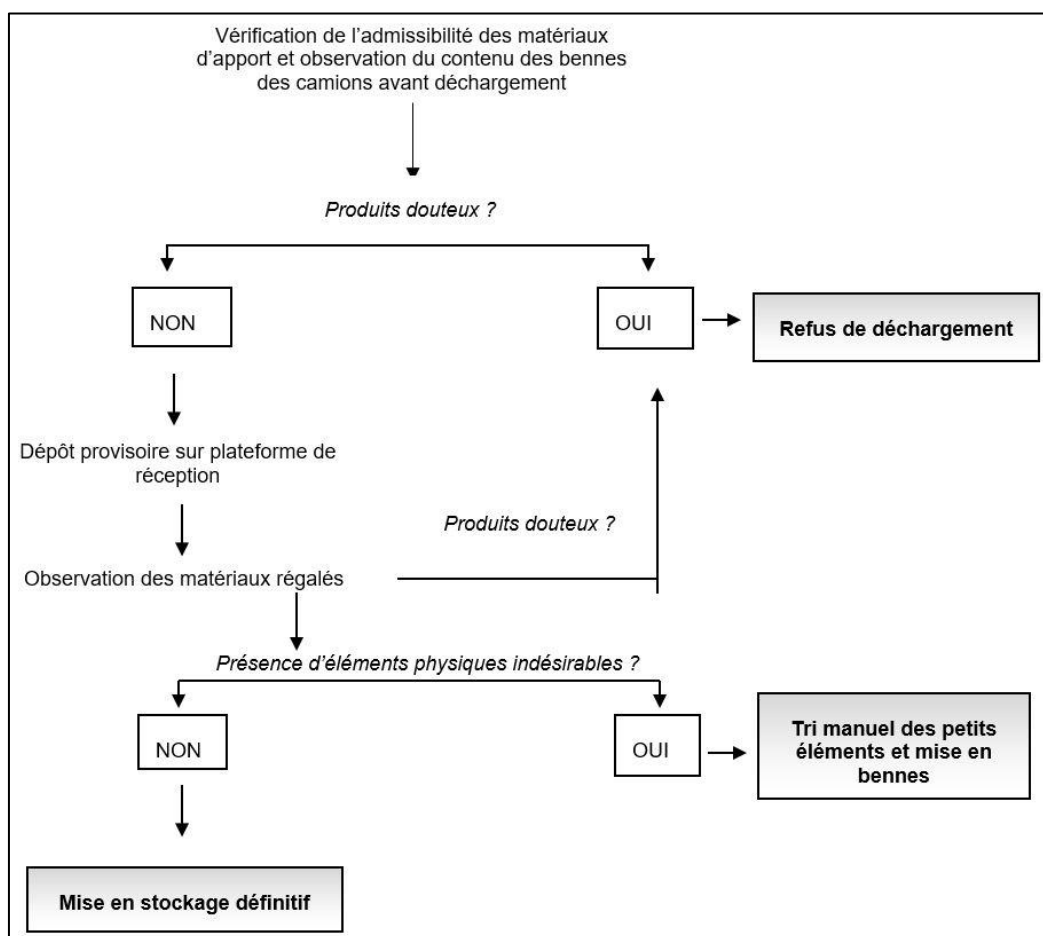 Vérification de l'admissibilité des matériaux
d'apport et observation du contenu des bennes
des camions avant déchargement
Produits douteux ?
NON
OUI
Refus de déchargement
Dépôt provisoire sur plateforme de
réception
Produits douteux ?
Observation des matériaux régalés
Présence d'éléments physiques indésirables ?
NON
OUI
Tri manuel des petits
éléments et mise en
bennes
Mise en stockage définitif